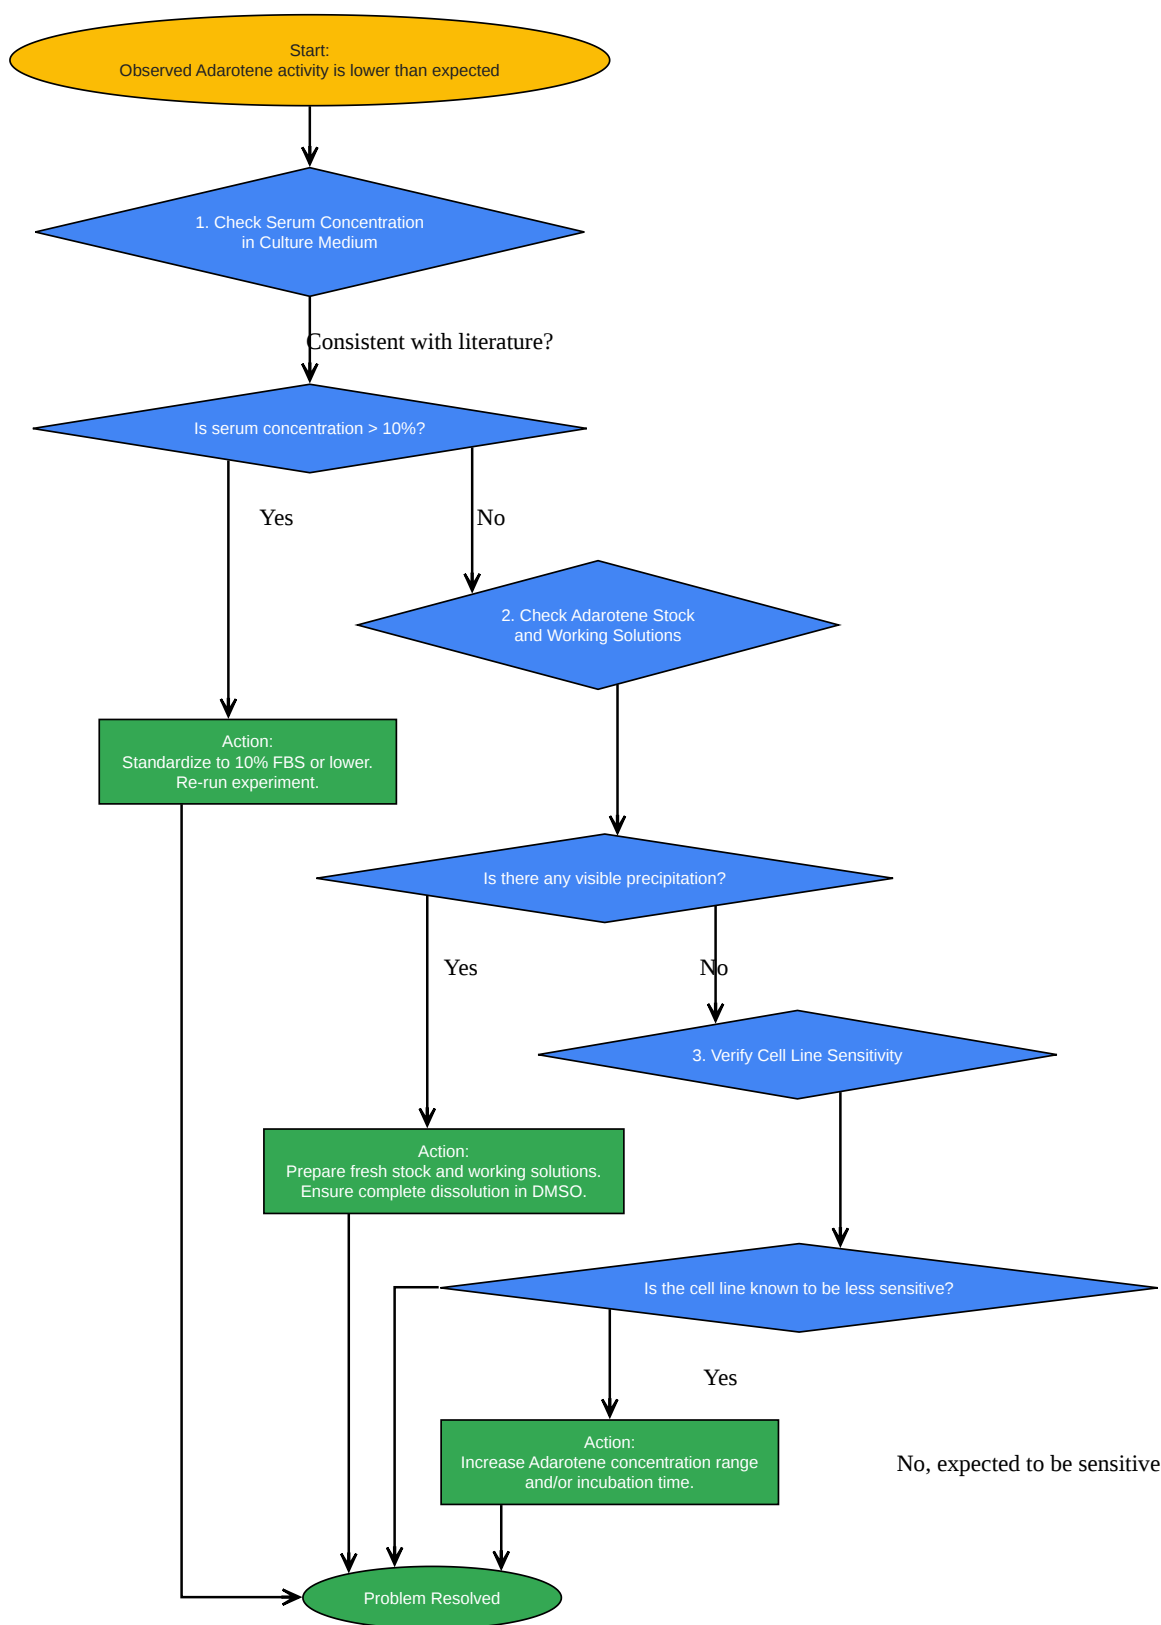 Start:
Observed Adarotene activity is lower than expected
1. Check Serum Concentration
in Culture Medium
Consistent with literature?
Is serum concentration > 10%?
Yes
No
2. Check Adarotene Stock
and Working Solutions
Action:
Standardize to 10% FBS or lower.
Re-run experiment.
Is there any visible precipitation?
Yes
No
3. Verify Cell Line Sensitivity
Action:
Prepare fresh stock and working solutions.
Ensure complete dissolution in DMSO.
Is the cell line known to be less sensitive?
Yes
Action:
Increase Adarotene concentration range
and/or incubation time.
No, expected to be sensitive
Problem Resolved